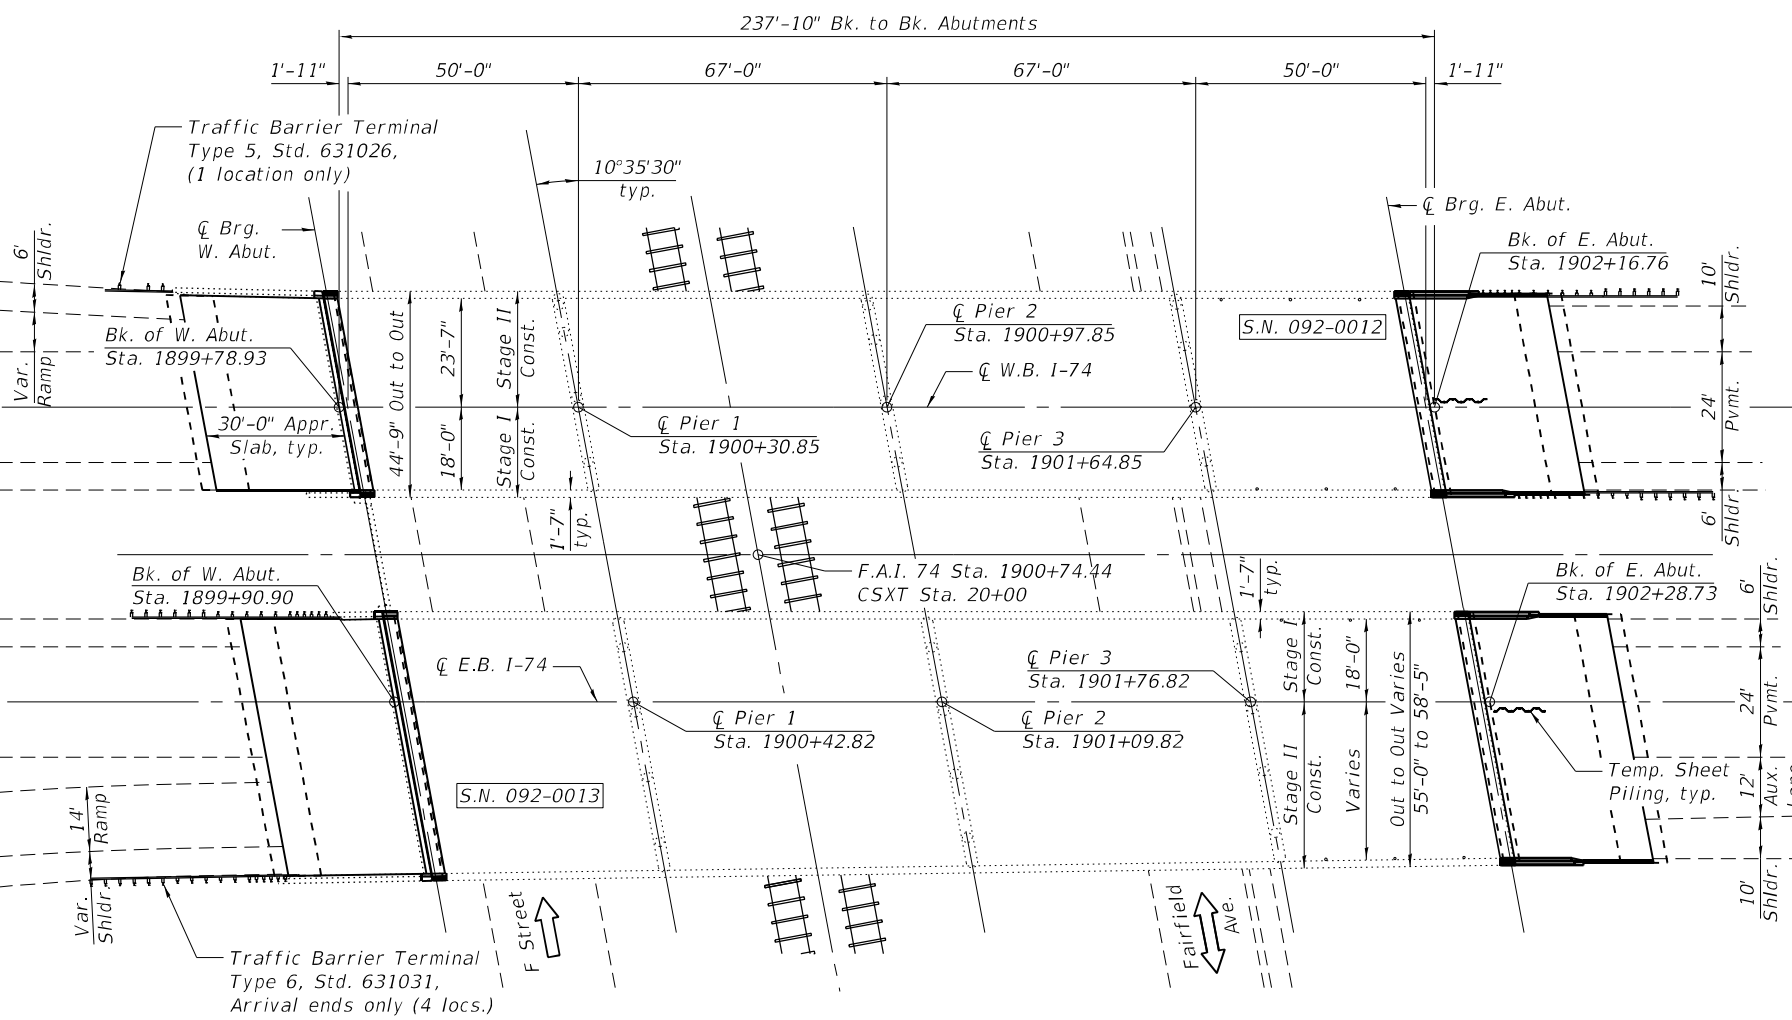 237'-10" Bk. to Bk. Abutments
1'-11"
50'-0"
67'-0"
67'-0"
50'-0"
1'-11"
Traffic Barrier Terminal
Type 5, Std. 631026,
(1 location only)
10°35'30"
typ.
℄ Brg.
W. Abut.
℄ Brg. E. Abut.
Bk. of E. Abut.
Sta. 1902+16.76
6'
Shldr.
Var.
Ramp
10'
Shldr.
24'
Pvmt.
6'
Shldr.
Bk. of W. Abut.
Sta. 1899+78.93
30'-0" Appr.
Slab, typ.
44'-9" Out to Out
23'-7"
18'-0"
Stage II
Const.
Stage I
Const.
℄ Pier 2
Sta. 1900+97.85
℄ W.B. I-74
S.N. 092-0012
℄ Pier 1
Sta. 1900+30.85
℄ Pier 3
Sta. 1901+64.85
1'-7"
typ.
F.A.I. 74 Sta. 1900+74.44
CSXT Sta. 20+00
1'-7"
typ.
Bk. of W. Abut.
Sta. 1899+90.90
Bk. of E. Abut.
Sta. 1902+28.73
℄ E.B. I-74
℄ Pier 3
Sta. 1901+76.82
℄ Pier 1
Sta. 1900+42.82
℄ Pier 2
Sta. 1901+09.82
Stage I
Const.
Stage II
Const.
18'-0"
Varies
Out to Out Varies
55'-0" to 58'-5"
6'
Shldr.
24'
Pvmt.
12'
Aux.
10'
Shldr.
Temp. Sheet
Piling, typ.
S.N. 092-0013
14'
Ramp
Var.
Shldr.
F Street
Fairfield
Ave.
Traffic Barrier Terminal
Type 6, Std. 631031,
Arrival ends only (4 locs.)